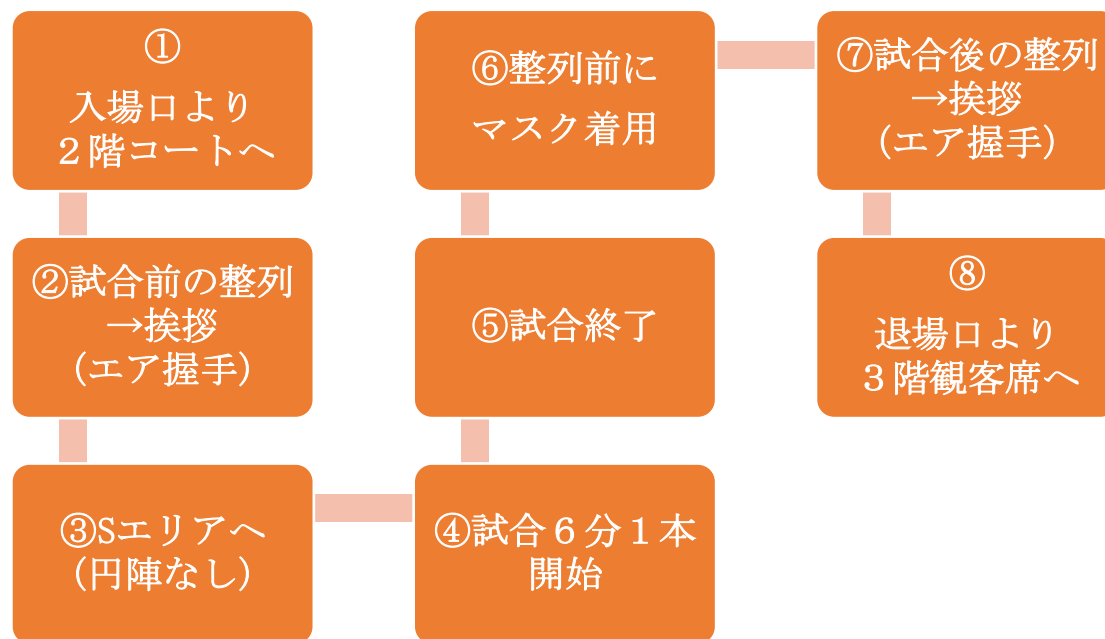 ①
入場口より
２階コートへ
②試合前の整列
→挨拶
（エア握手）
③Sエリアへ
（円陣なし）
④試合６分１本
開始
⑤試合終了
⑥整列前に
マスク着用
⑦試合後の整列
→挨拶
（エア握手）
⑧
退場口より
３階観客席へ